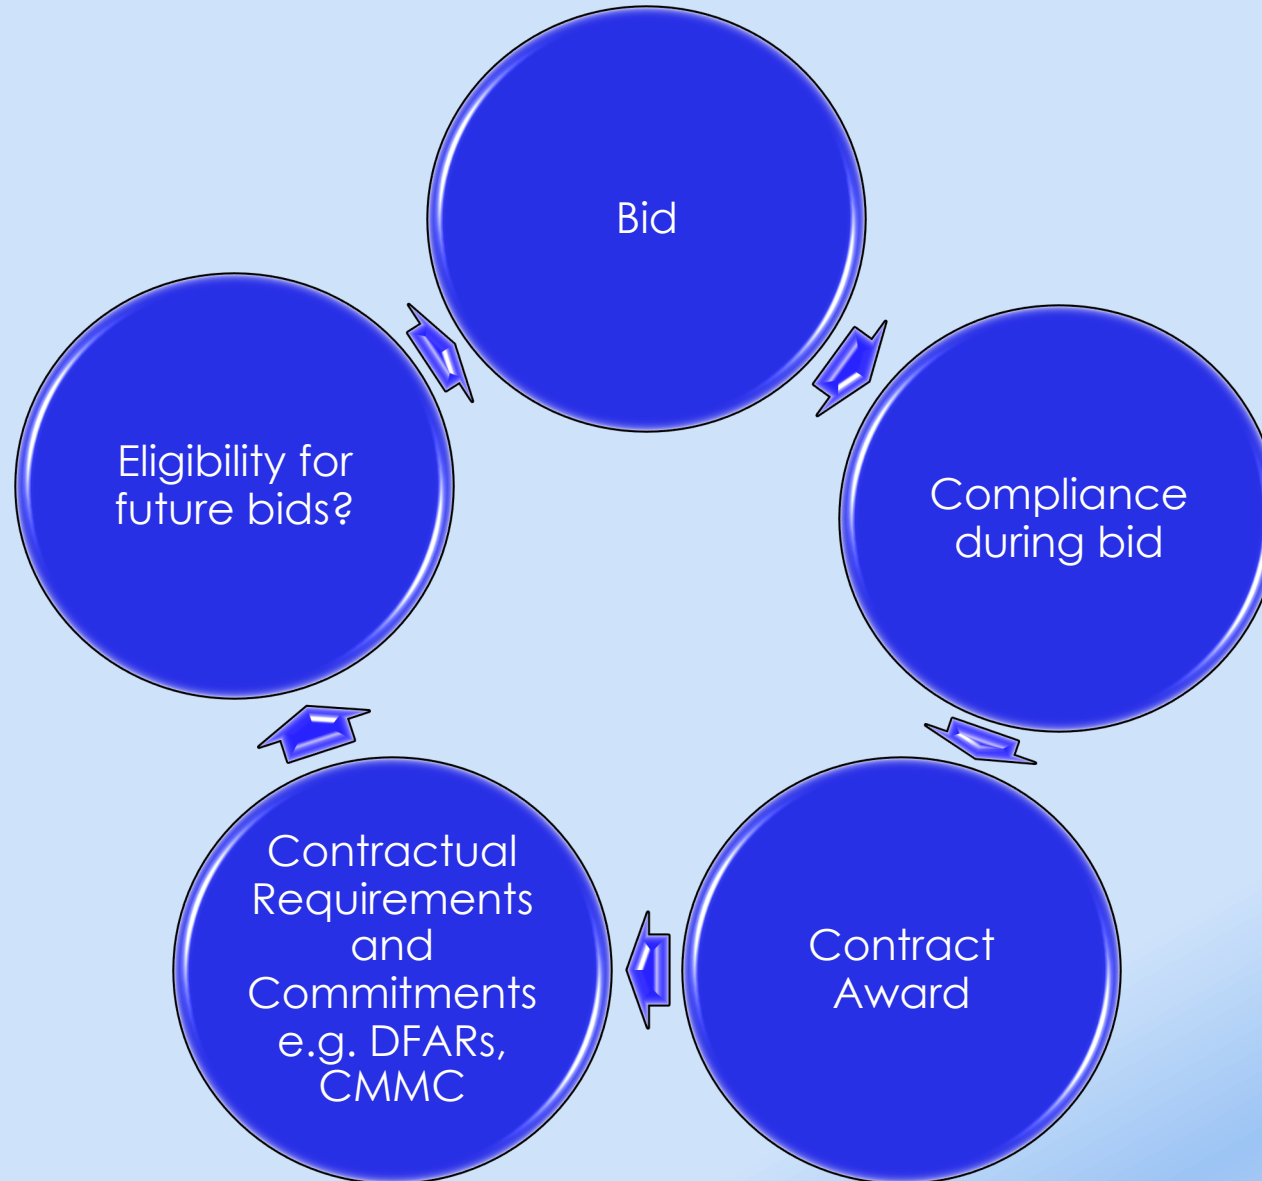 Bid
Compliance
during bid
Contract
Award
Contractual
Requirements
and
Commitments
e.g. DFARs,
CMMC
Eligibility for
future bids?